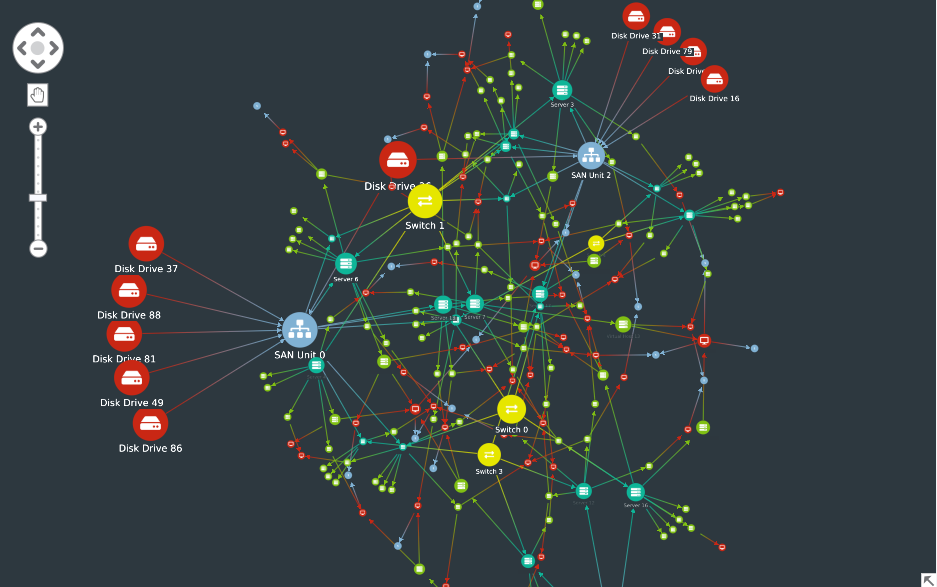 Disk Drive 31
Disk Drive 79
Disk Driv
Disk Drive 16
Server 3
SAN Unit 2
Disk Drive
Switch 1
Server 6
Disk Drive 37
Disk Drive 88
Disk Drive 81
Disk Drive 49
Disk Drive 86
SAN Unit 0
Switch 0
Switch 3
Server 16